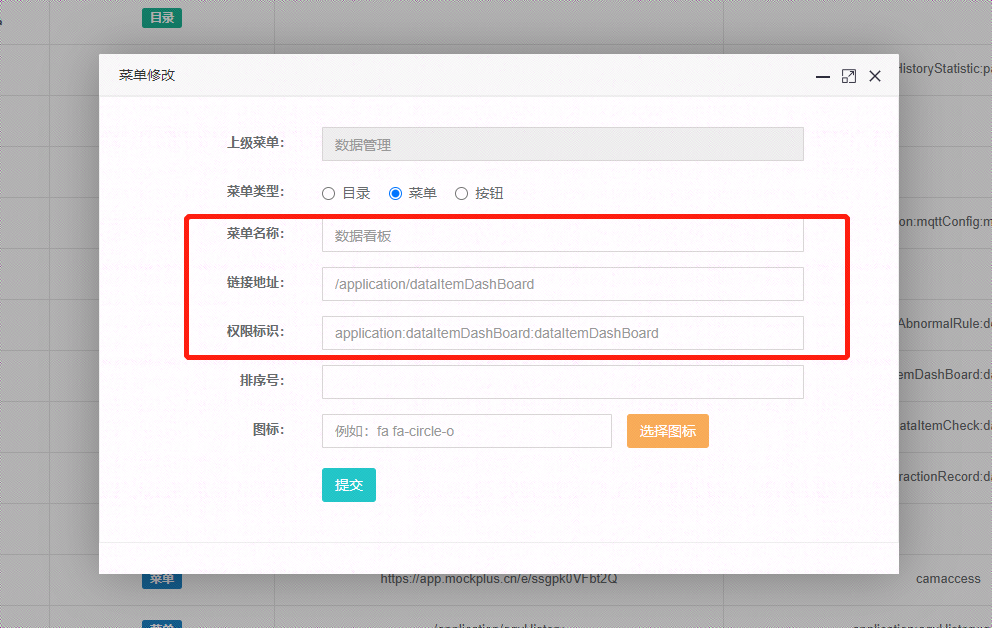 目录
菜单修改
HistoryStatistic:pa
上级菜单：
数据管理
菜单类型：
目录
菜单
按钮
on:mqttConfig:m
菜单名称：
数据看板
链接地址：
/application/dataItemDashBoard
AbnormalRule:de
权限标识：
application:dataItemDashBoard:dataItemDashBoard
emDashBoard:da
排序号：
图标：
例如：fa fa-circle-o
选择图标
ataItemCheck:da
ractionRecord:da
提交
菜单
https://app.mockplus.cn/e/ssgpk0VFbt2Q
camaccess
菜单